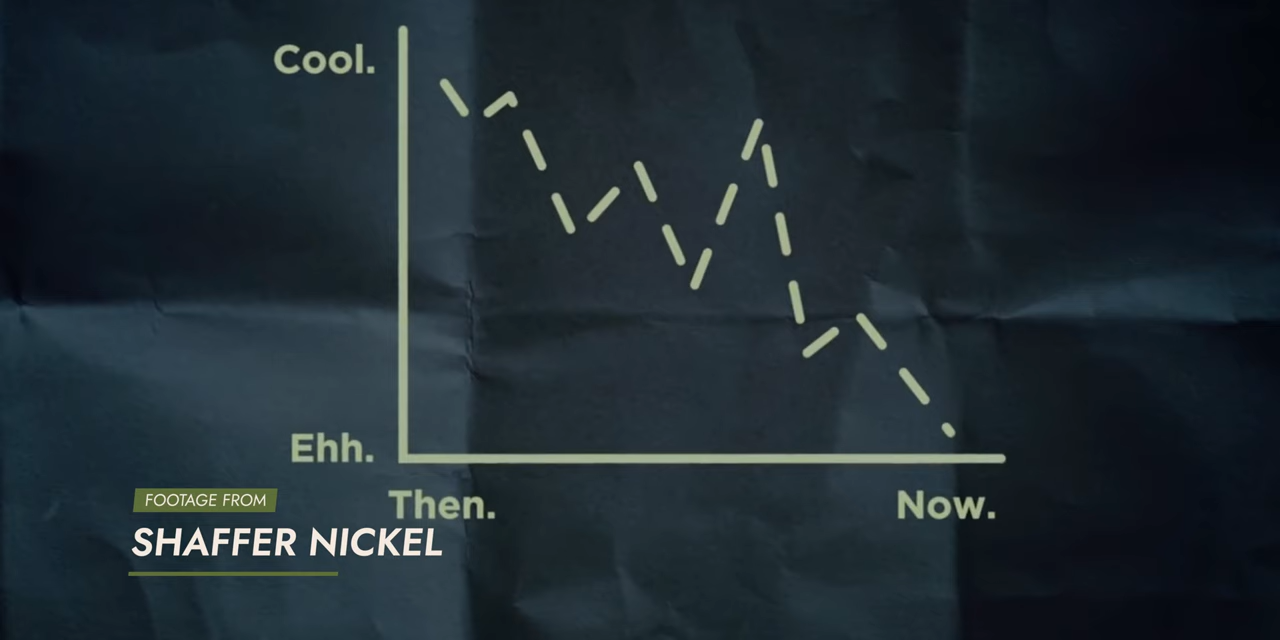 Cool.
Ehh.
Then.
Now.
FOOTAGE FROM
SHAFFER NICKEL